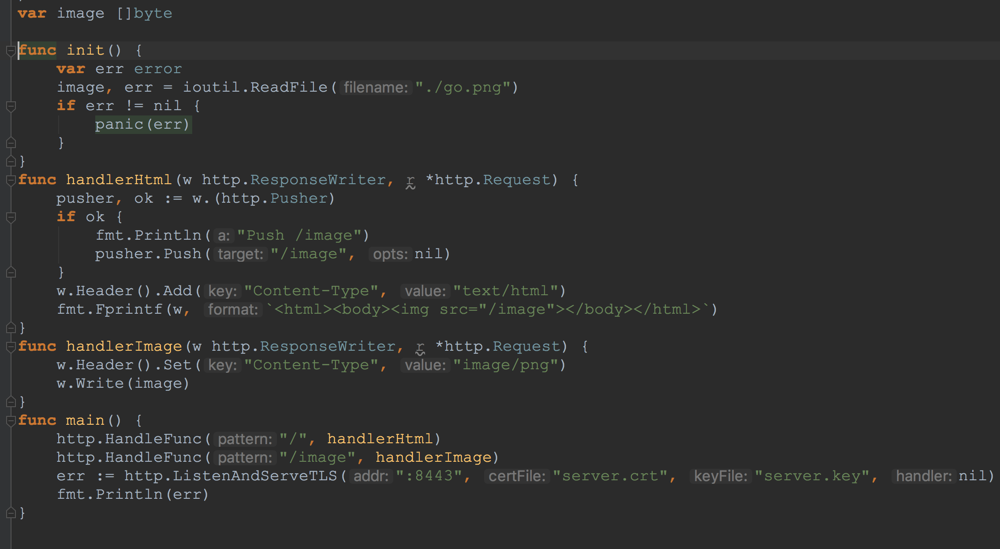 var image []byte
func init() {
var err error
image, err = ioutil.ReadFile( filename: "./go.png")
if err != nil {
panic(err)
}
}
func handlerHtml(w http.ResponseWriter, r *http.Request) {
pusher, ok := w.(http.Pusher)
if ok {
fmt.Println( a: "Push /image")
pusher.Push( target: "/image", opts: nil)
}
w.Header().Add( key: "Content-Type", value: "text/html")
fmt.Fprintf(w, format: `<html><body><img src="/image"></body></html>`)
}
func handlerImage(w http.ResponseWriter, r *http.Request) {
w.Header().Set( key: "Content-Type", value: "image/png")
w.Write(image)
}
func main() {
http.HandleFunc( pattern: "/", handlerHtml)
http.HandleFunc( pattern: "/image", handlerImage)
err := http.ListenAndServeTLS( addr: ":8443", certFile: "server.crt", keyFile: "server.key", handler: nil)
fmt.Println(err)
}